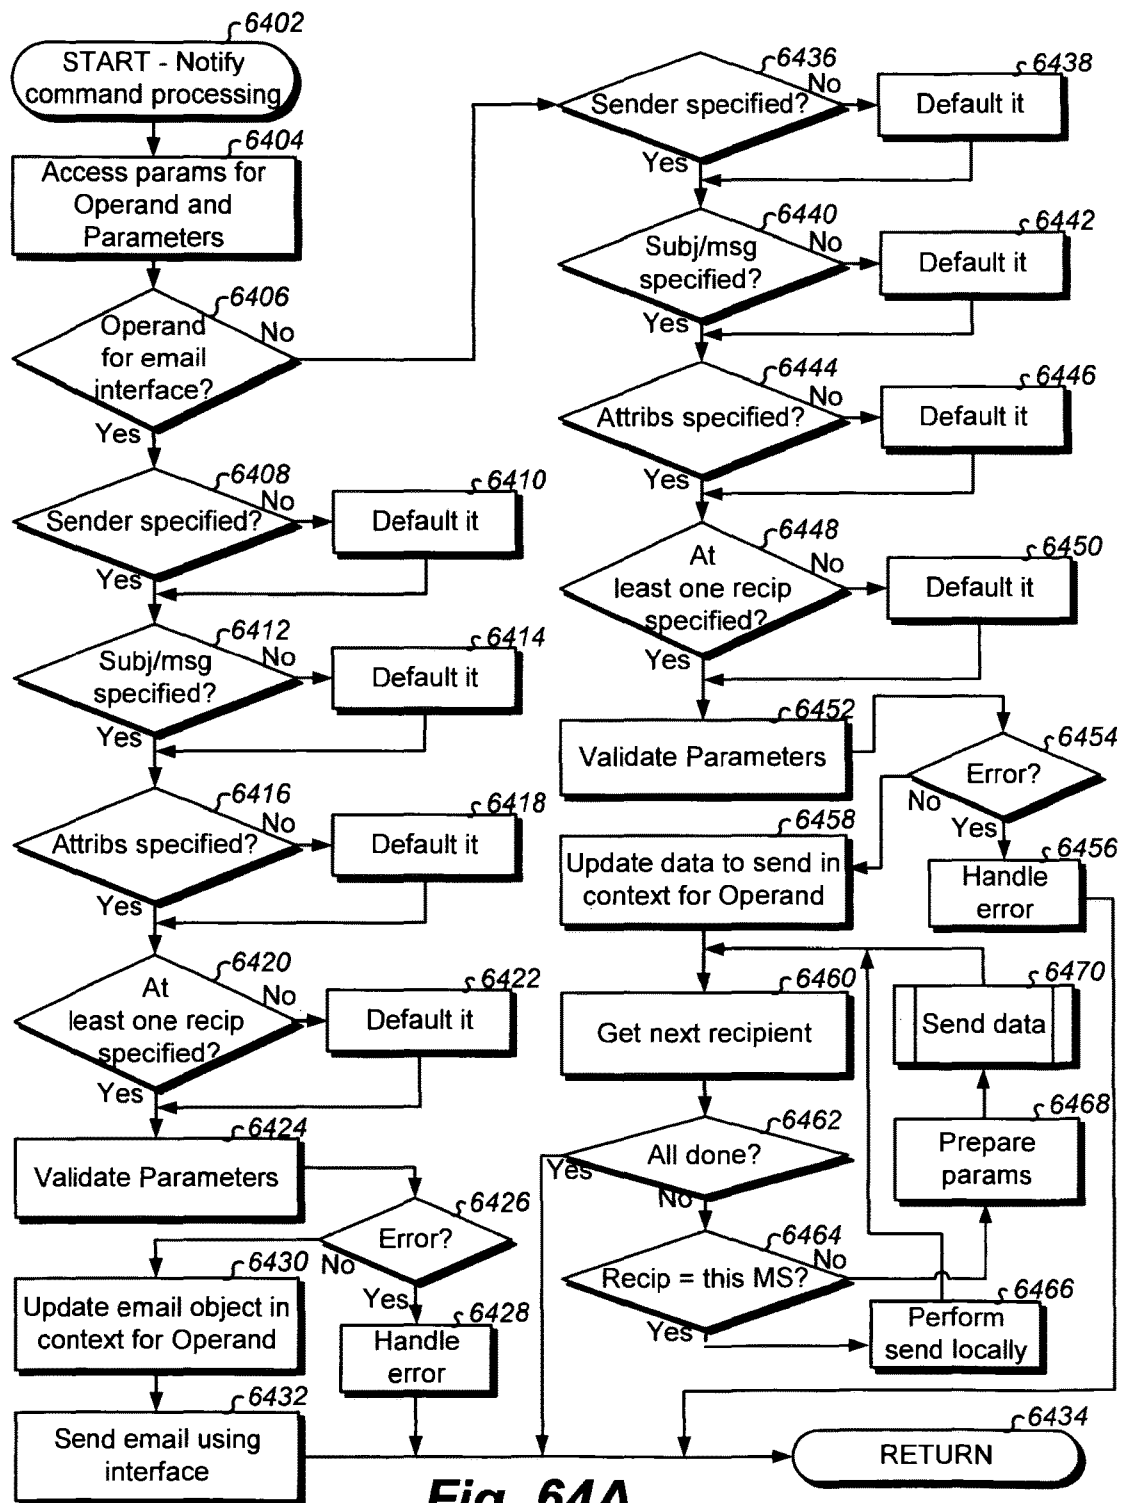 6402
START - Notify
command processing
6404
Access params for
Operand and
Parameters
6406
Operand
for email
interface?
No
Yes
6408
Sender specified?
No
Yes
6410
Default it
6412
Subj/msg
specified?
No
Yes
6414
Default it
6416
Attribs specified?
No
Yes
6418
Default it
6420
At
least one recip
specified?
No
Yes
6422
Default it
6424
Validate Parameters
6426
Error?
No
Yes
6428
Handle
error
6430
Update email object in
context for Operand
6432
Send email using
interface
6436
Sender specified?
No
Yes
6438
Default it
6440
Subj/msg
specified?
No
Yes
6442
Default it
6444
Attribs specified?
No
Yes
6446
Default it
6448
At
least one recip
specified?
No
Yes
6450
Default it
6452
Validate Parameters
6454
Error?
No
Yes
6456
Handle
error
6458
Update data to send in
context for Operand
6460
Get next recipient
6462
All done?
Yes
No
6464
Recip = this MS?
No
Yes
6466
Perform
send locally
6468
Prepare
params
6470
Send data
6434
RETURN
Fig. 64A